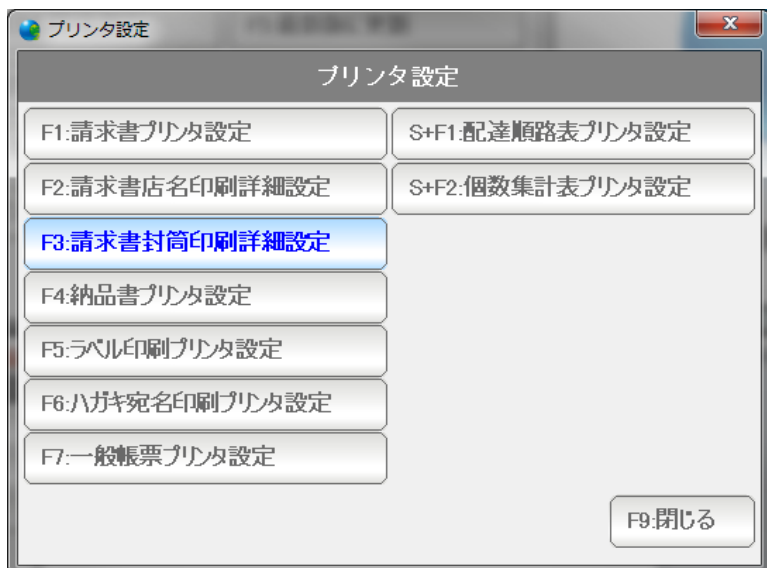 プリンタ設定
プリンタ設定
F1:請求書プリンタ設定
F2:請求書店名印刷詳細設定
F3:請求書封筒印刷詳細設定
F4:納品書プリンタ設定
F5:ラベル印刷プリンタ設定
F6:ハガキ宛名印刷プリンタ設定
F7:一般帳票プリンタ設定
S+F1:配達順路表プリンタ設定
S+F2:個数集計表プリンタ設定
F9:閉じる